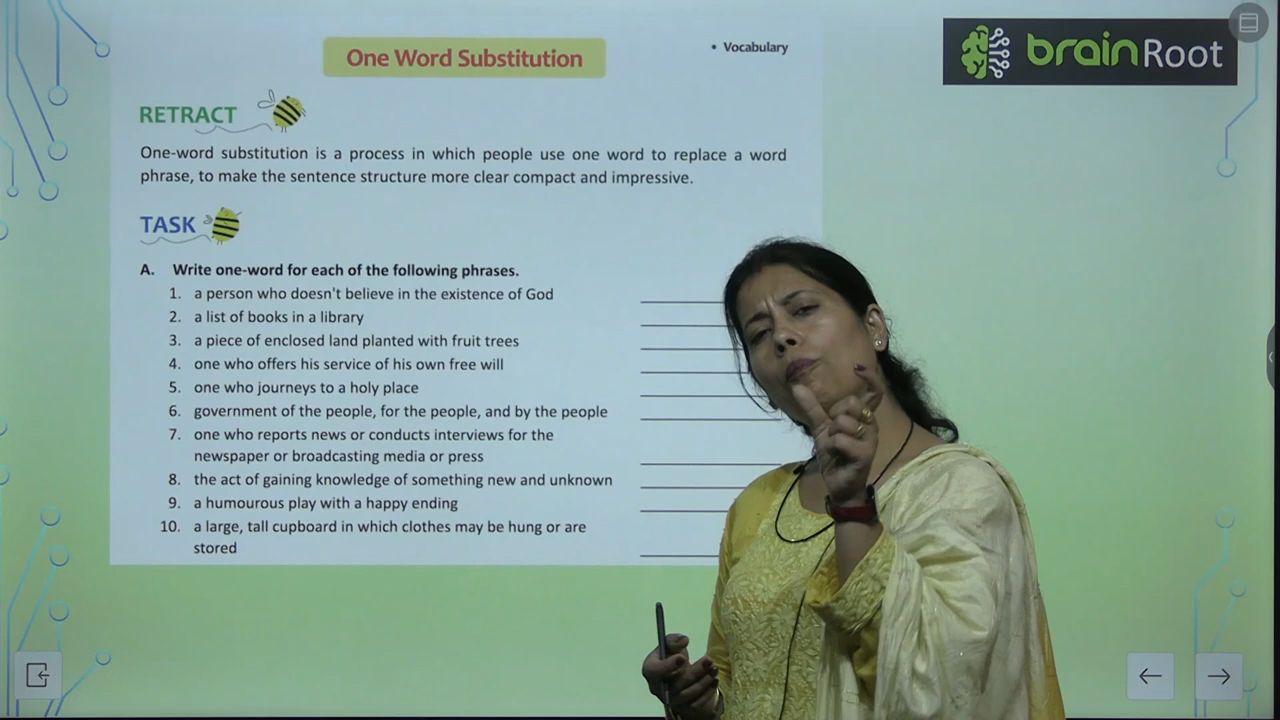 One Word Substitution
• Vocabulary
brainRoot
RETRACT
One-word substitution is a process in which people use one word to replace a word
phrase, to make the sentence structure more clear compact and impressive.
TASK
A. Write one-word for each of the following phrases.
1. a person who doesn't believe in the existence of God
2. a list of books in a library
3. a piece of enclosed land planted with fruit trees
4. one who offers his service of his own free will
5. one who journeys to a holy place
6. government of the people, for the people, and by the people
7. one who reports news or conducts interviews for the
newspaper or broadcasting media or press
8. the act of gaining knowledge of something new and unknown
9. a humourous play with a happy ending
10. a large, tall cupboard in which clothes may be hung or are
stored